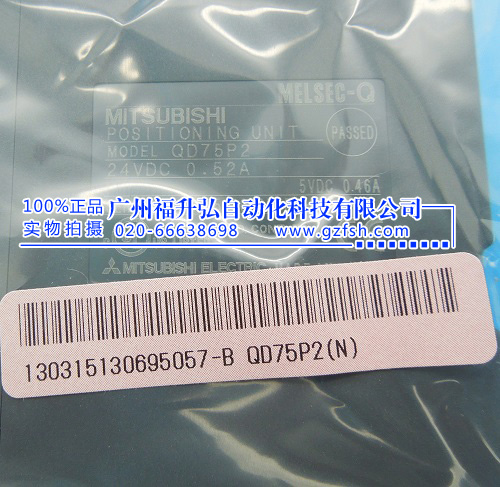 MELSEC-Q
MITSUBISHI
POSITIONING UNIT
PASSED
MODEL QD75P2
24VDC 0.52A
5VDC 0.46A
100%正品 广州福升弘自动化科技有限公司
实物拍摄 020-66638698 www.gzfsh.com
MITSUBISHI ELECTRIC
130315130695057-B QD75P2(N)